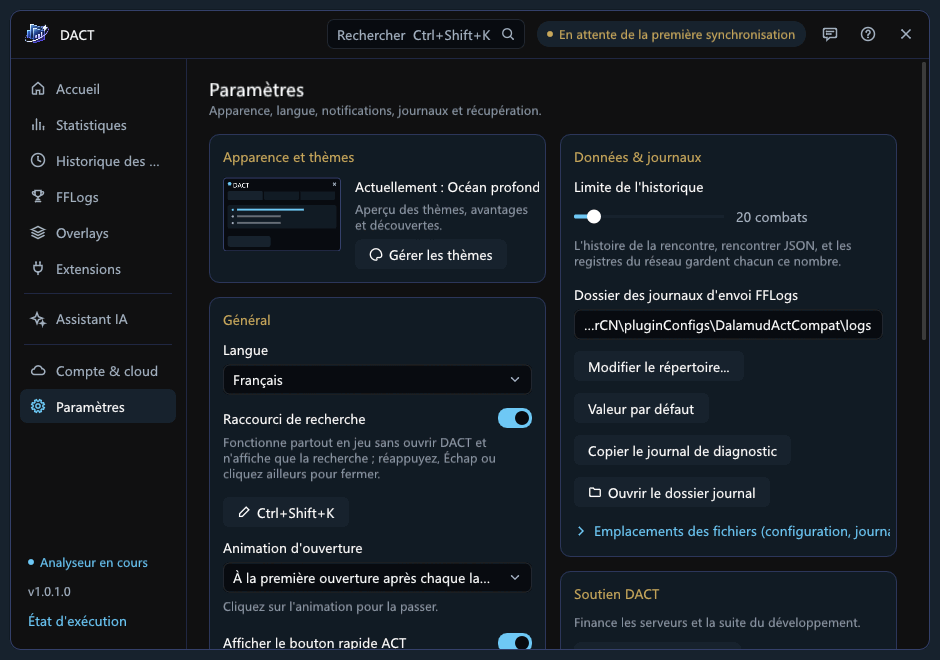 DACT
Rechercher Ctrl+Shift+K
En attente de la première synchronisation
Accueil
Statistiques
Historique des ...
FFLogs
Overlays
Extensions
Assistant IA
Compte & cloud
Paramètres
Analyseur en cours
v1.0.1.0
État d'exécution
Paramètres
Apparence, langue, notifications, journaux et récupération.
Apparence et thèmes
DACT
Actuellement : Océan profond
Aperçu des thèmes, avantages
et découvertes.
Gérer les thèmes
Général
Langue
Français
Raccourci de recherche
Fonctionne partout en jeu sans ouvrir DACT et
n'affiche que la recherche ; réappuyez, Échap ou
cliquez ailleurs pour fermer.
Ctrl+Shift+K
Animation d'ouverture
À la première ouverture après chaque la...
Cliquez sur l'animation pour la passer.
Afficher le bouton rapide ACT
Données & journaux
Limite de l'historique
20 combats
L'histoire de la rencontre, rencontrer JSON, et les
registres du réseau gardent chacun ce nombre.
Dossier des journaux d'envoi FFLogs
...rCN\pluginConfigs\DalamudActCompat\logs
Modifier le répertoire...
Valeur par défaut
Copier le journal de diagnostic
Ouvrir le dossier journal
Emplacements des fichiers (configuration, journa
Soutien DACT
Finance les serveurs et la suite du développement.